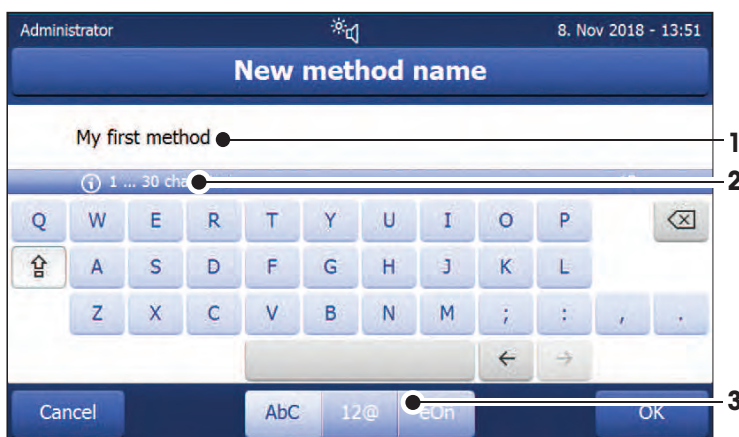 Administrator 8. Nov 2018 - 13:51
New method name
My first method 1
1 ... 30 2
Q W E R T Y U I O P
A S D F G H J K L
Z X C V B N M ; : , .
Cancel AbC 12@ OK 3